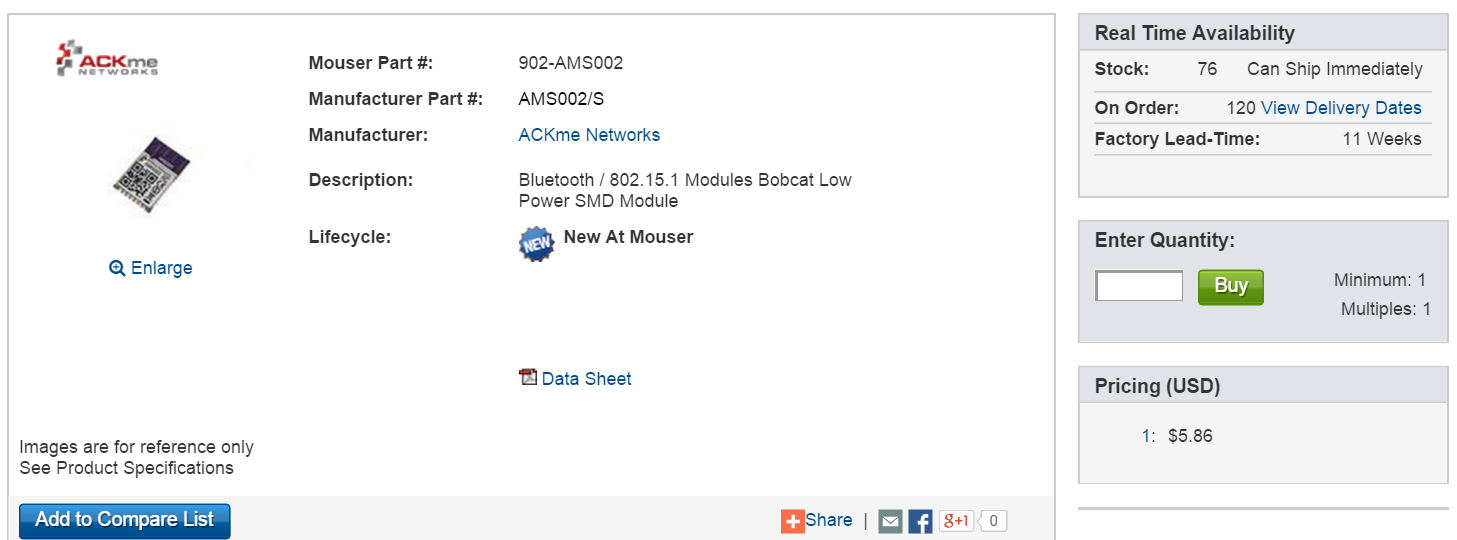 ACKme
NETWORKS
Enlarge
Images are for reference only
See Product Specifications
Mouser Part #: 902-AMS002
Manufacturer Part #: AMS002/S
Manufacturer: ACKme Networks
Description: Bluetooth / 802.15.1 Modules Bobcat Low
Power SMD Module
Lifecycle: NEW New At Mouser
Data Sheet
Add to Compare List
Share | f g+1 0
Real Time Availability
Stock: 76 Can Ship Immediately
On Order: 120 View Delivery Dates
Factory Lead-Time: 11 Weeks
Enter Quantity:
Buy Minimum: 1
Multiples: 1
Pricing (USD)
1: $5.86